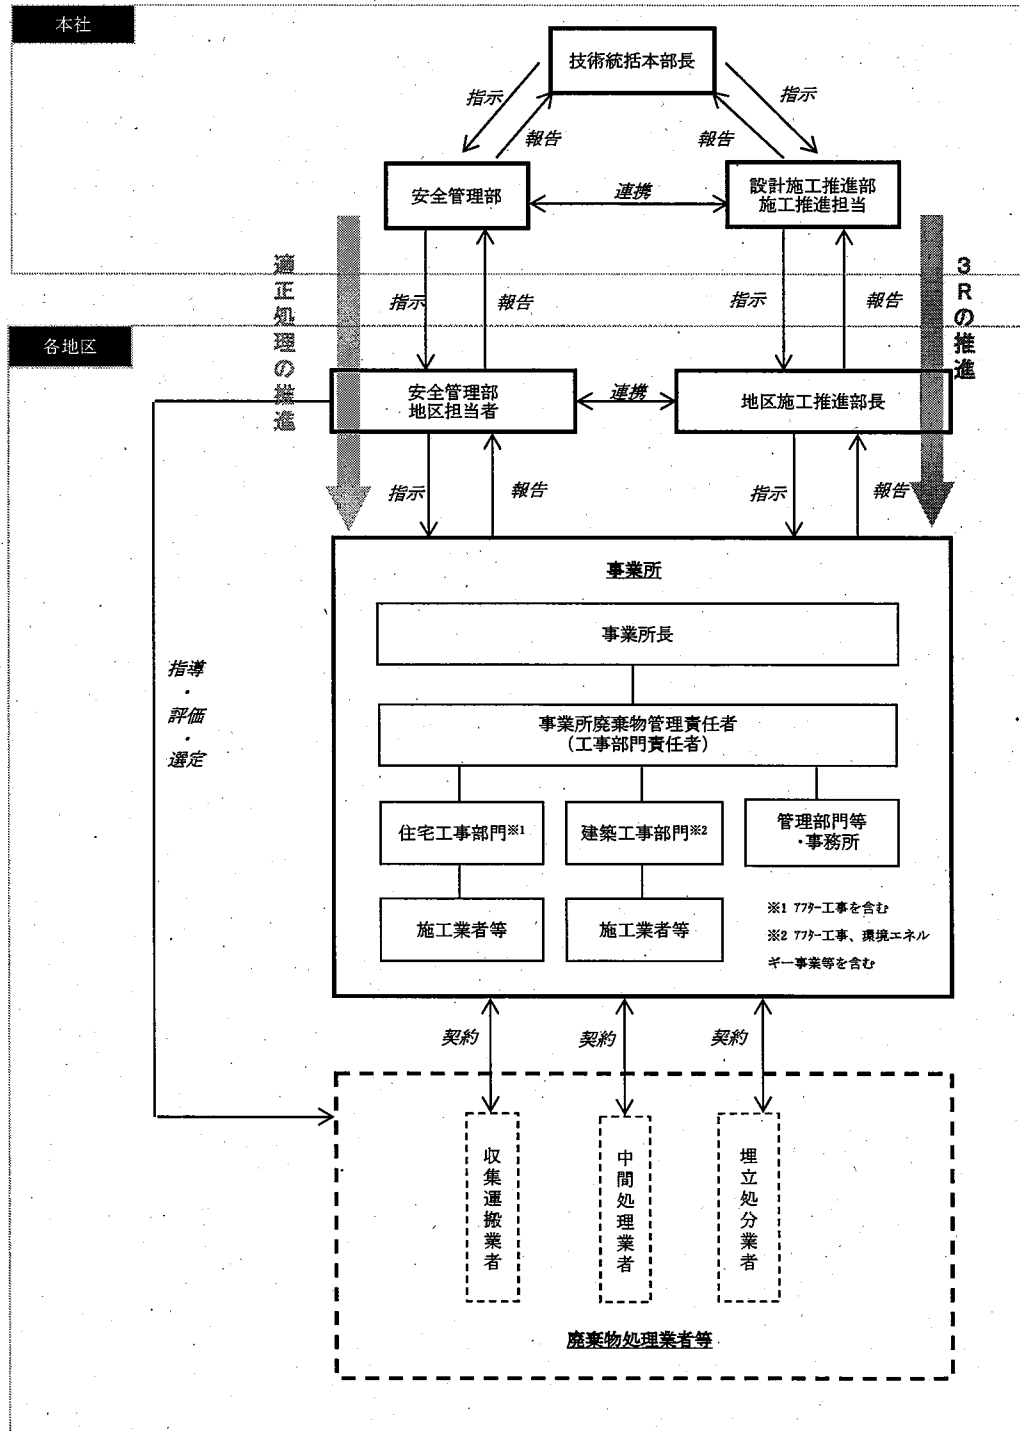 本社
技術統括本部長
指示
報告
指示
報告
安全管理部
連携
設計施工推進部
施工推進担当
適正処理の推進
3Rの推進
指示
報告
指示
報告
各地区
安全管理部
地区担当者
連携
地区施工推進部長
指示
報告
指示
報告
指導
・
評価
・
選定
事業所
事業所長
事業所廃棄物管理責任者
(工事部門責任者)
住宅工事部門※1
建築工事部門※2
管理部門等
・事務所
施工業者等
施工業者等
※1 アフター工事を含む
※2 アフター工事、環境エネル
ギー事業等を含む
契約
契約
契約
収集運搬業者
中間処理業者
埋立処分業者
廃棄物処理業者等